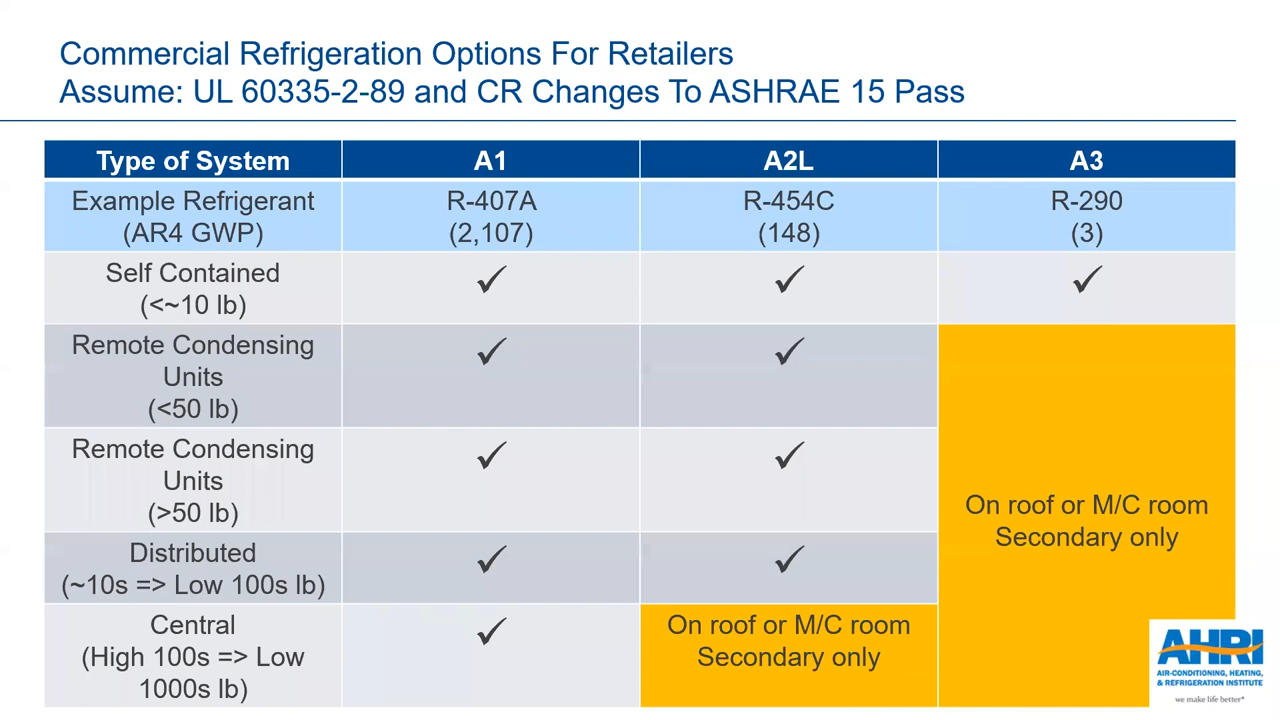 Commercial Refrigeration Options For Retailers
Assume: UL 60335-2-89 and CR Changes To ASHRAE 15 Pass
Type of System A1 A2L A3
Example Refrigerant R-407A R-454C R-290
(AR4 GWP) (2,107) (148) (3)
Self Contained ✓ ✓ ✓
(<~10 lb)
Remote Condensing ✓ ✓
Units
(<50 lb)
Remote Condensing ✓ ✓
Units
(>50 lb)
On roof or M/C room
Secondary only
Distributed ✓ ✓
(~10s => Low 100s lb)
Central ✓ On roof or M/C room
(High 100s => Low Secondary only
1000s lb)
AHRI
AIR-CONDITIONING, HEATING,
& REFRIGERATION INSTITUTE
we make life better*